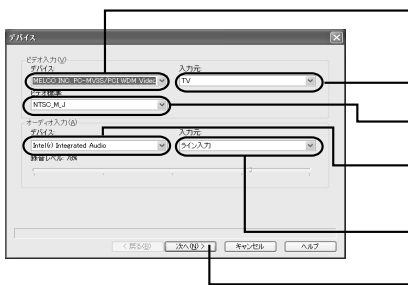 デバイス
ビデオ入力(V)
デバイス: 入力元:
MELCO INC. PC-MV5S/PCI WDM Video TV
ビデオ標準:
NTSC_M_J
オーディオ入力(A)
デバイス: 入力元:
Intel(r) Integrated Audio ライン入力
録音レベル: 76%
< 戻る(B) 次へ(N) > キャンセル ヘルプ